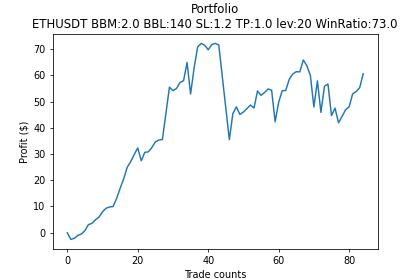 Portfolio
ETHUSDT BBM:2.0 BBL:140 SL:1.2 TP:1.0 lev:20 WinRatio:73.0
70
60
50
40
30
20
10
0
Profit ($)
0 20 40 60 80
Trade counts